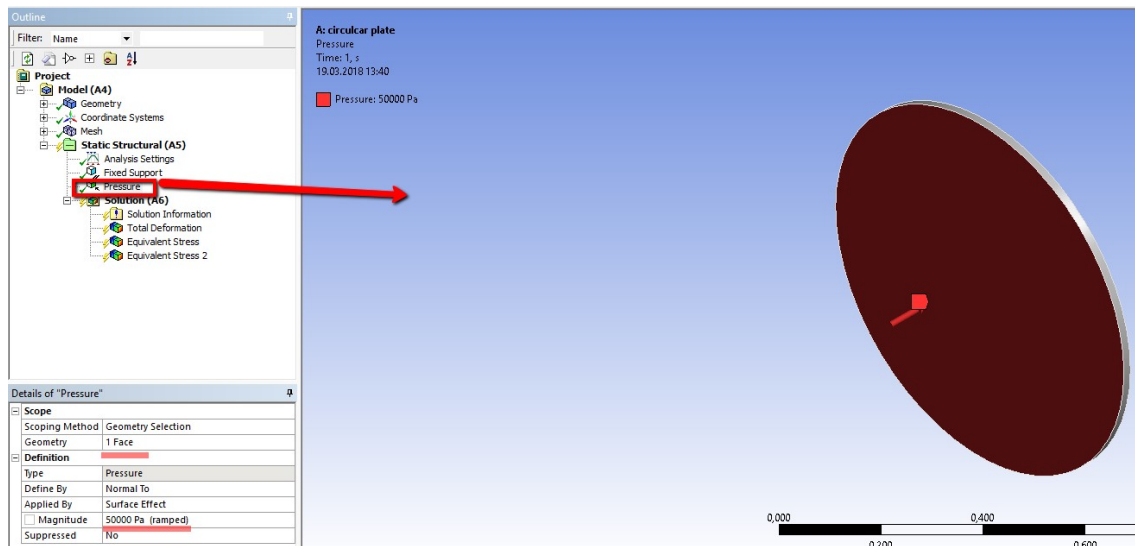 Outline
Filter: Name
Project
Model (A4)
Geometry
Coordinate Systems
Mesh
Static Structural (A5)
Analysis Settings
Fixed Support
Pressure
Solution (A6)
Solution Information
Total Deformation
Equivalent Stress
Equivalent Stress 2
Details of "Pressure"
Scope
Scoping Method Geometry Selection
Geometry 1 Face
Definition
Type Pressure
Define By Normal To
Applied By Surface Effect
Magnitude 50000 Pa (ramped)
Suppressed No
A: circulcar plate
Pressure
Time: 1, s
19.03.2018 13:40
Pressure: 50000 Pa
0,000 0,400
0,200 0,600